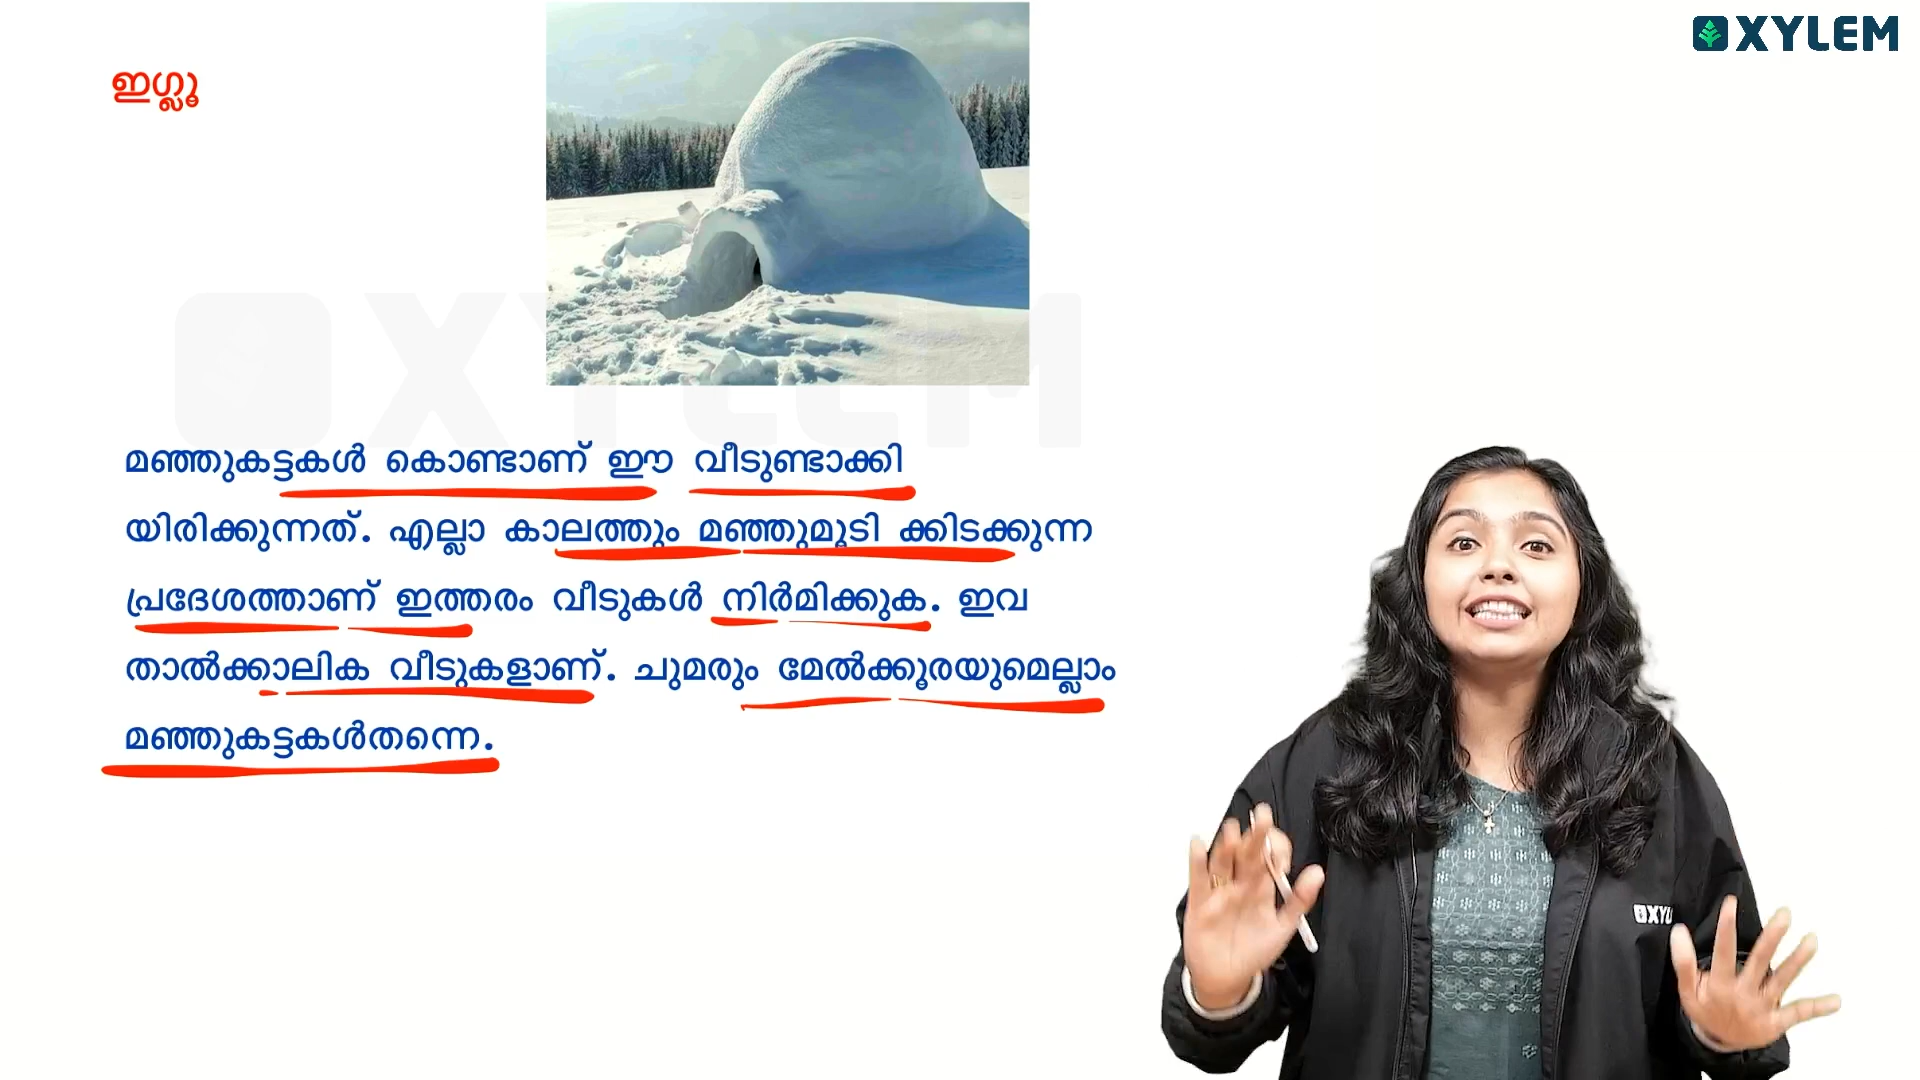 XYLEM
ഇഗ്ലൂ
മഞ്ഞുകട്ടകൾ കൊണ്ടാണ് ഈ വീടുണ്ടാക്കി
യിരിക്കുന്നത്. എല്ലാ കാലത്തും മഞ്ഞുമൂടി ക്കിടക്കുന്ന
പ്രദേശത്താണ് ഇത്തരം വീടുകൾ നിർമിക്കുക. ഇവ
താൽക്കാലിക വീടുകളാണ്. ചുമരും മേൽക്കൂരയുമെല്ലാം
മഞ്ഞുകട്ടകൾതന്നെ.
XYL